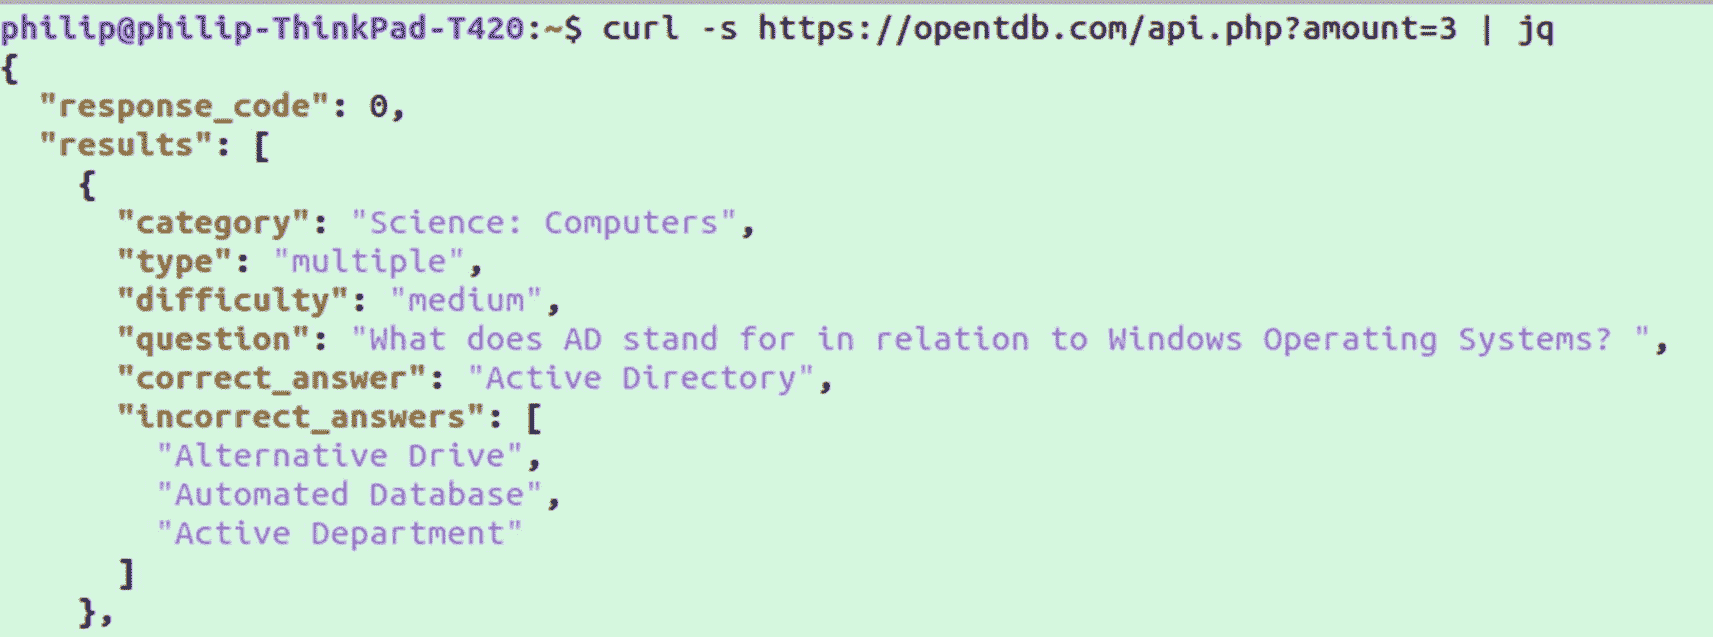 philip@philip-ThinkPad-T420:~$ curl -s https://opentdb.com/api.php?amount=3 | jq
{
  "response_code": 0,
  "results": [
    {
      "category": "Science: Computers",
      "type": "multiple",
      "difficulty": "medium",
      "question": "What does AD stand for in relation to Windows Operating Systems? ",
      "correct_answer": "Active Directory",
      "incorrect_answers": [
        "Alternative Drive",
        "Automated Database",
        "Active Department"
      ]
    },